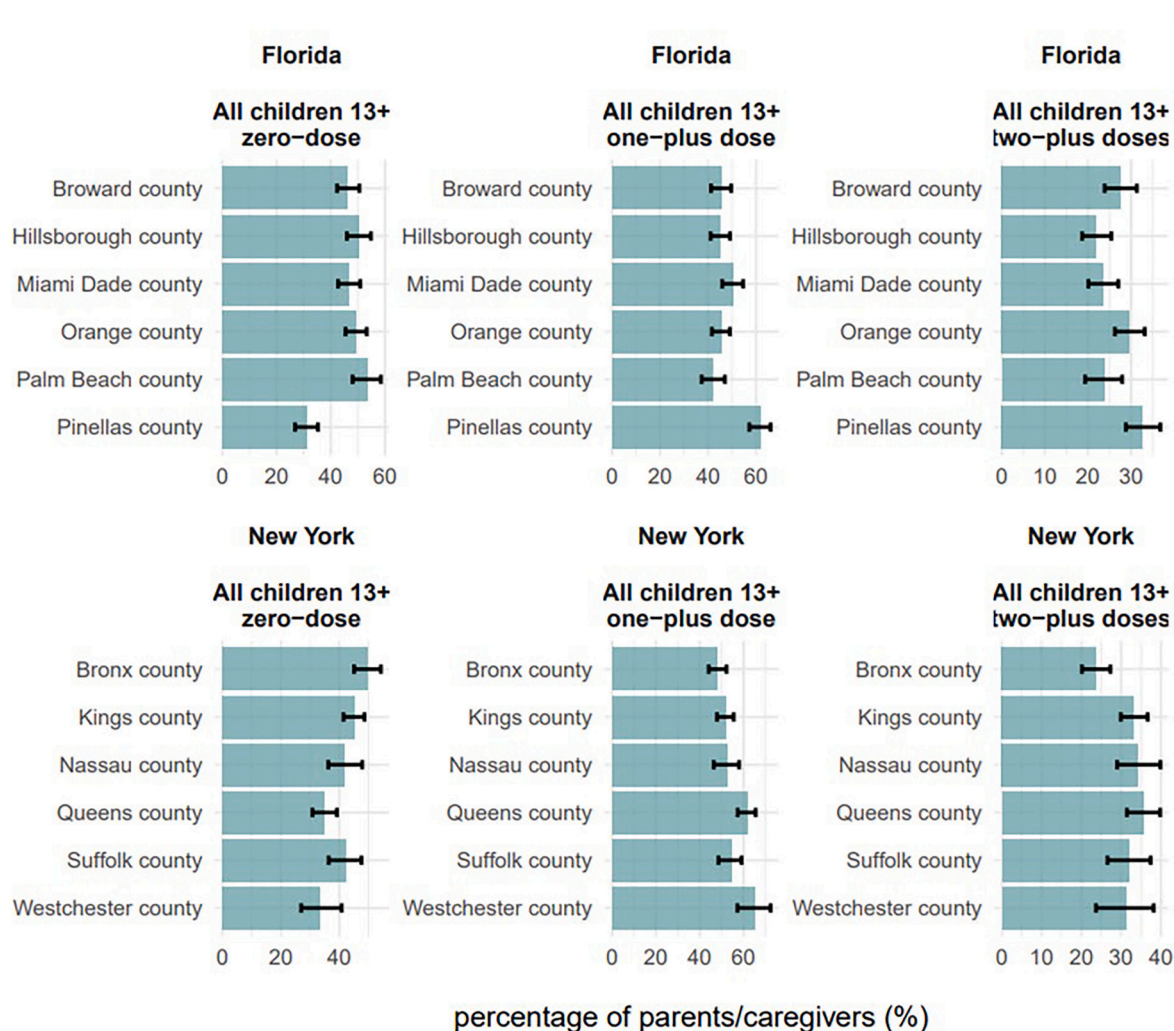 Florida
All children 13+
zero−dose
Broward county
Hillsborough county
Miami Dade county
Orange county
Palm Beach county
Pinellas county
0 20 40 60
Florida
All children 13+
one−plus dose
Broward county
Hillsborough county
Miami Dade county
Orange county
Palm Beach county
Pinellas county
0 20 40 60
Florida
All children 13+
two−plus doses
Broward county
Hillsborough county
Miami Dade county
Orange county
Palm Beach county
Pinellas county
0 10 20 30
New York
All children 13+
zero−dose
Bronx county
Kings county
Nassau county
Queens county
Suffolk county
Westchester county
0 20 40
New York
All children 13+
one−plus dose
Bronx county
Kings county
Nassau county
Queens county
Suffolk county
Westchester county
0 20 40 60
New York
All children 13+
two−plus doses
Bronx county
Kings county
Nassau county
Queens county
Suffolk county
Westchester county
0 10 20 30 40
percentage of parents/caregivers (%)